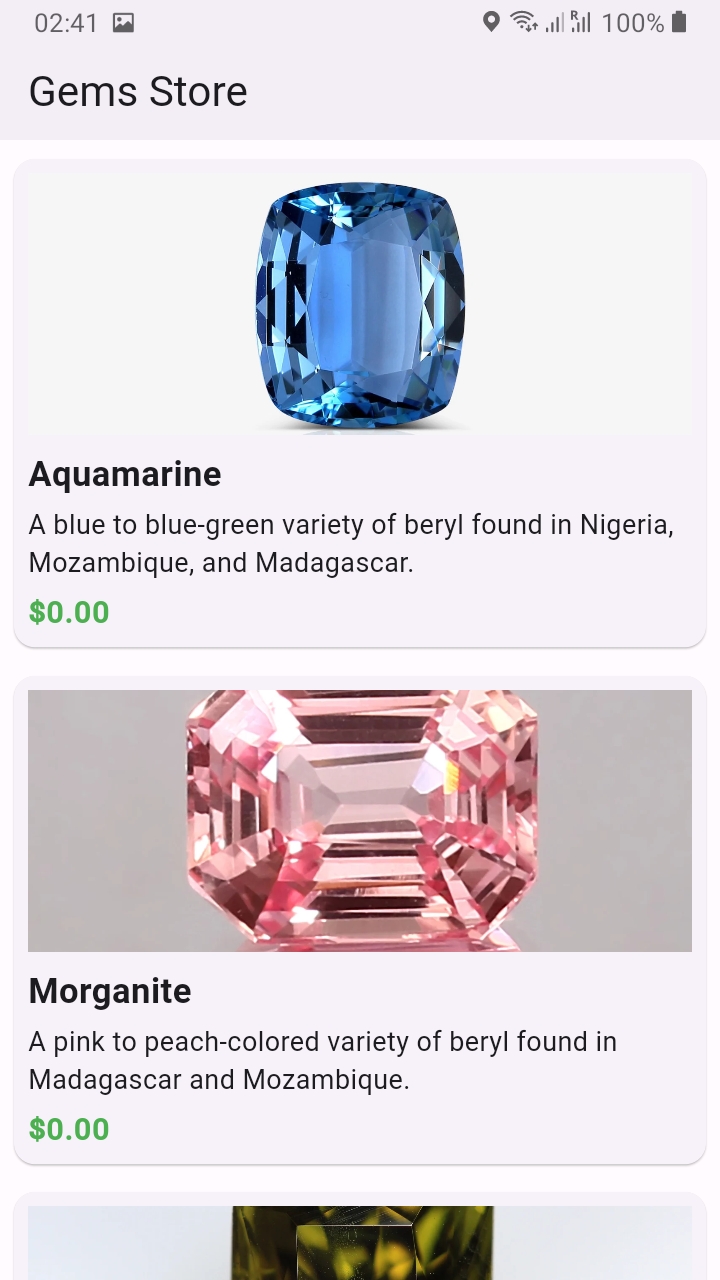 02:41
R
100%
Gems Store
Aquamarine
A blue to blue-green variety of beryl found in Nigeria,
Mozambique, and Madagascar.
$0.00
Morganite
A pink to peach-colored variety of beryl found in
Madagascar and Mozambique.
$0.00